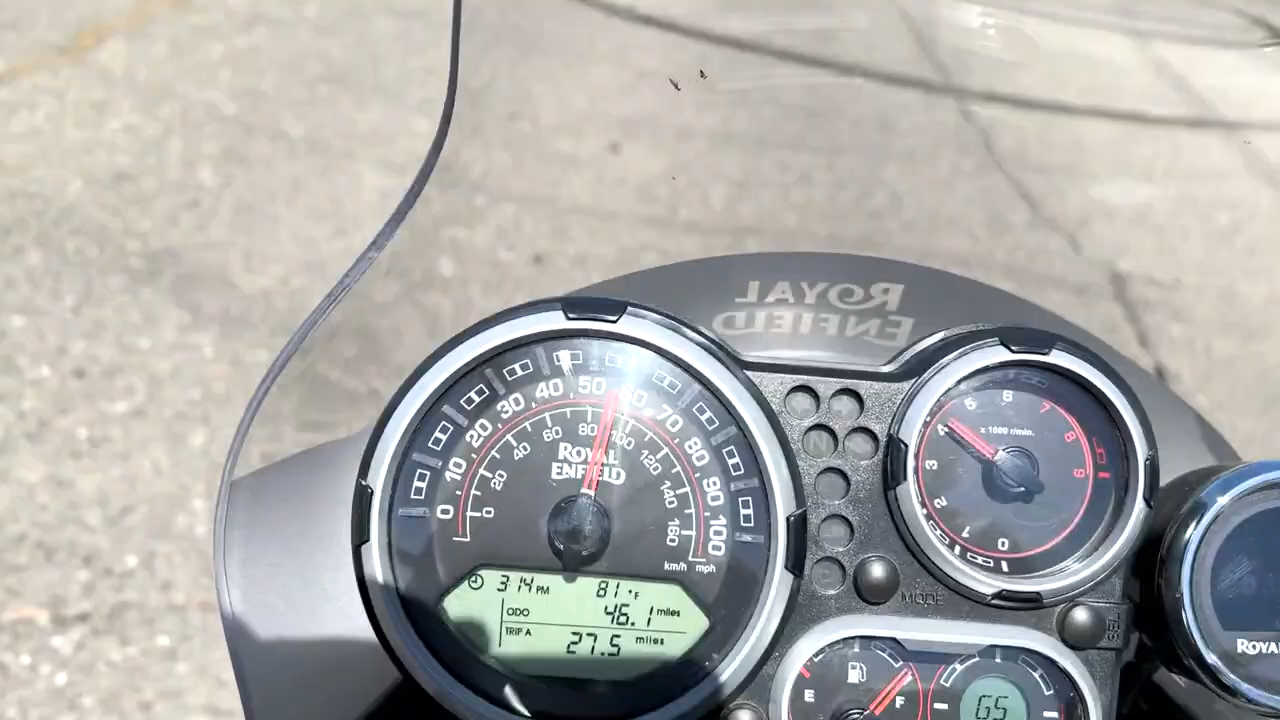 ROYAL
ENFIELD
0 10 20 30 40 50 60 70 80 90 100
0 20 40 60 80 100 120 140 160
km/h mph
ROYAL
ENFIELD
3:14 PM 81 °F
ODO 46.1 miles
TRIP A 27.5 miles
0 1 2 3 4 5 6 7 8 9
x 1000 r/min.
N
MODE
SEL
E F
G5
ROYA